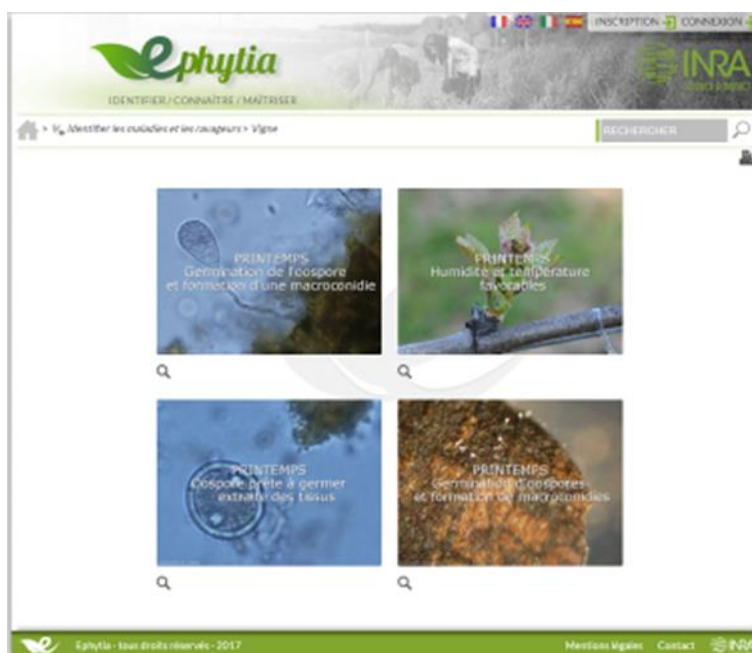 INSCRIPTION CONNEXION
ephytia
INRA
IDENTIFIER / CONNAÎTRE / MAÎTRISER
> Identifier les maladies et les ravageurs > Vigne
RECHERCHER
PRINTEMPS
Germination de l'oospore
et formation d'une macroconidie
PRINTEMPS
Humidité et température
favorables
PRINTEMPS
Oospore prête à germer
extraite des tissus
PRINTEMPS
Germination d'oospores
et formation de macroconidies
Ephytia - tous droits réservés - 2017
Mentions légales Contact INRA